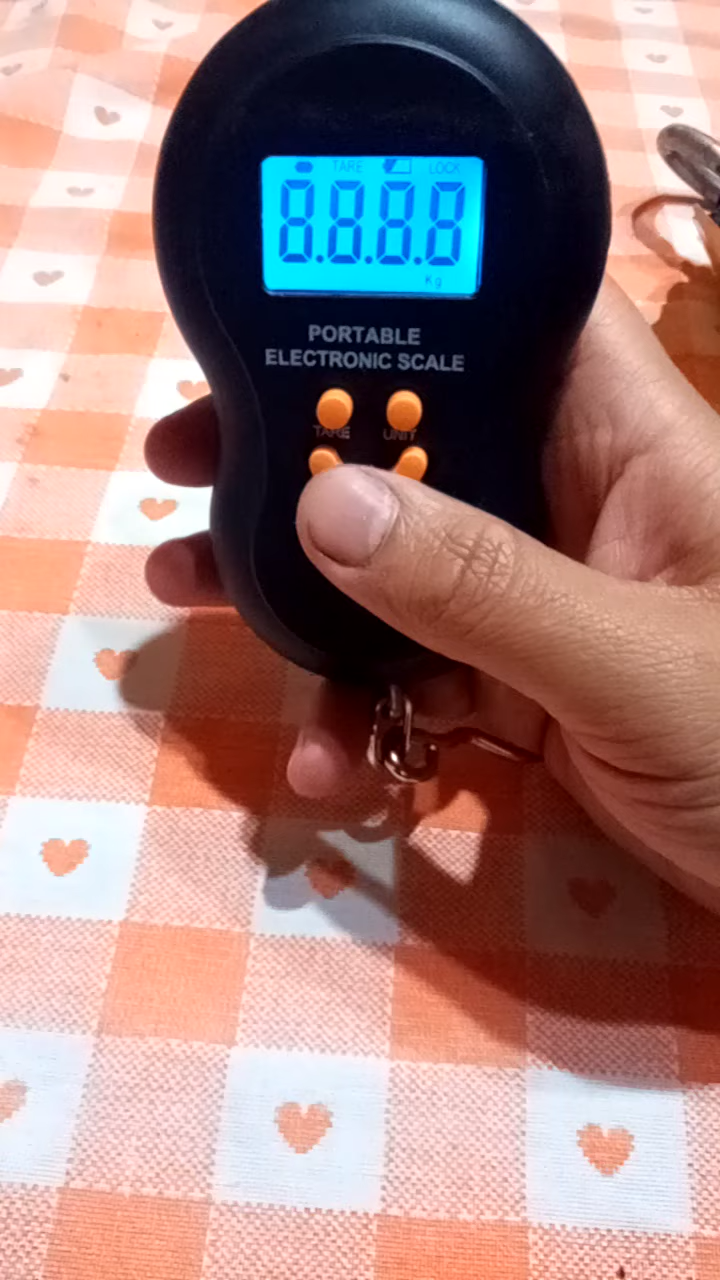 TARE LOCK
8.8.8.8
Kg
PORTABLE
ELECTRONIC SCALE
TARE UNIT